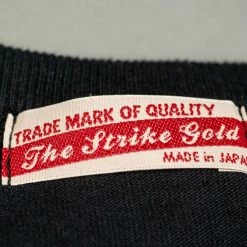 TRADE MARK OF QUALITY
The Strike Gold
MADE in JAPAN